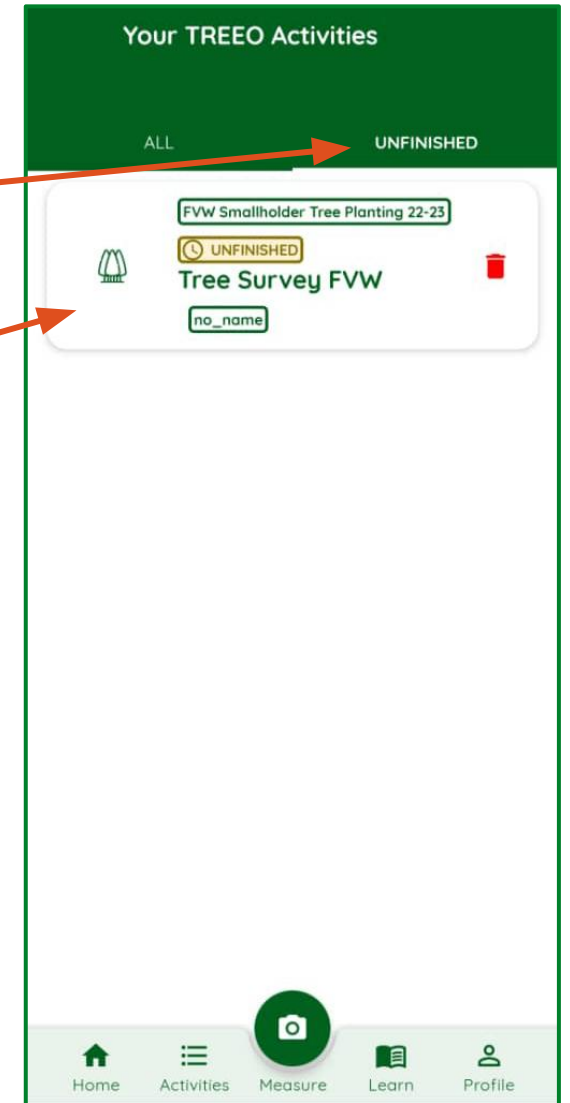 Your TREEO Activities
ALL UNFINISHED
FVW Smallholder Tree Planting 22-23
UNFINISHED
Tree Survey FVW
no_name
Home Activities Measure Learn Profile